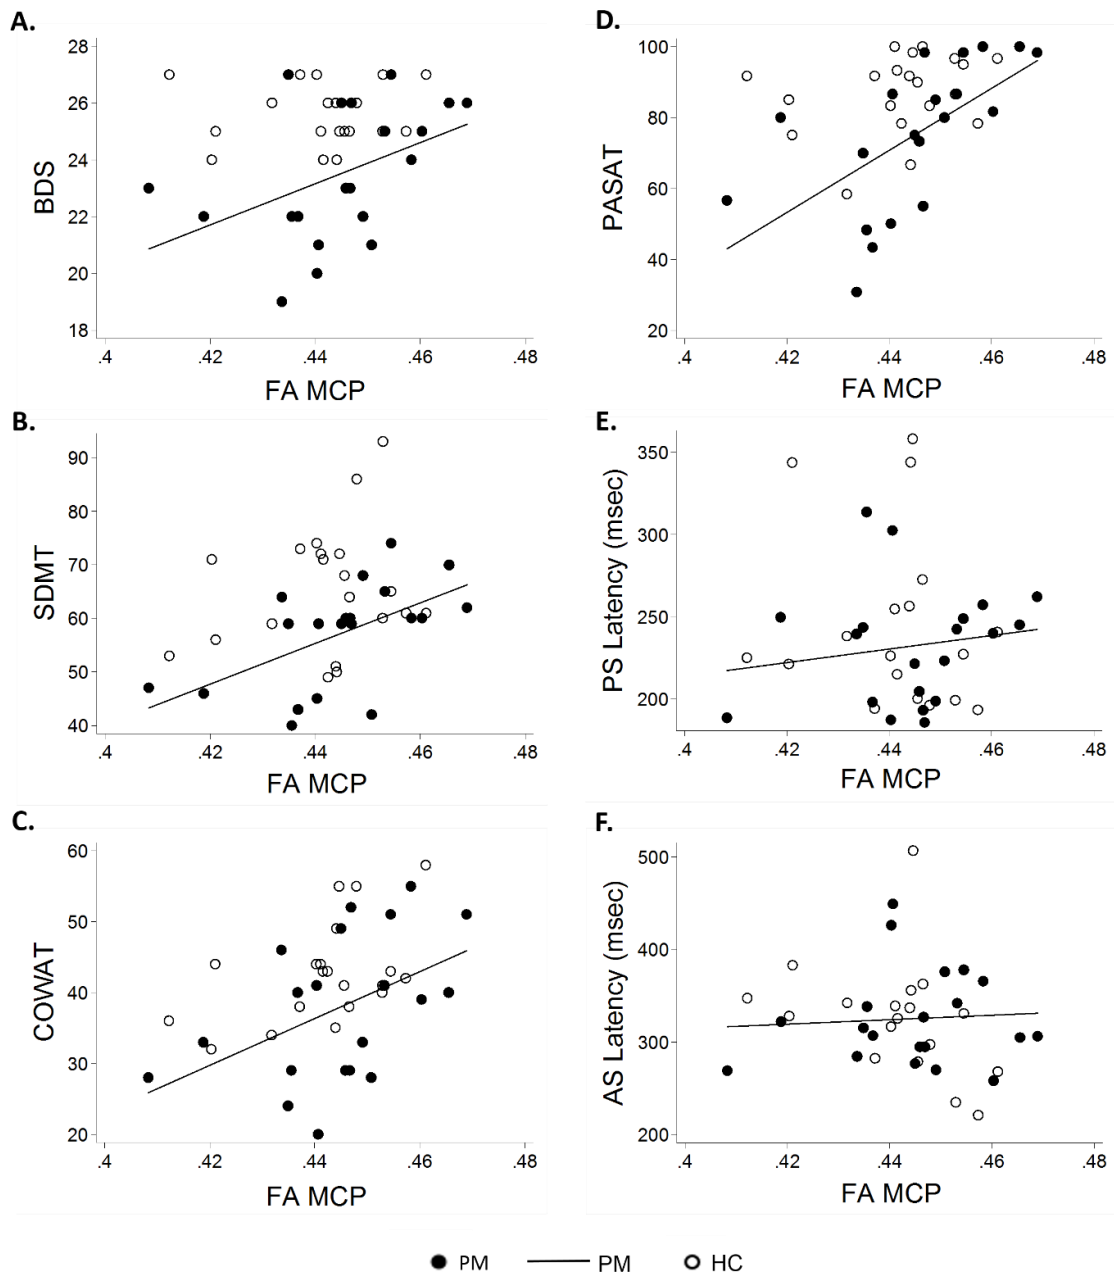 A.
28
26
24
22
20
18
BDS
.4 .42 .44 .46 .48
FA MCP
D.
100
80
60
40
20
PASAT
.4 .42 .44 .46 .48
FA MCP
B.
90
80
70
60
50
40
SDMT
.4 .42 .44 .46 .48
FA MCP
E.
350
300
250
200
PS Latency (msec)
.4 .42 .44 .46 .48
FA MCP
C.
60
50
40
30
20
COWAT
.4 .42 .44 .46 .48
FA MCP
F.
500
400
300
200
AS Latency (msec)
.4 .42 .44 .46 .48
FA MCP
PM PM HC